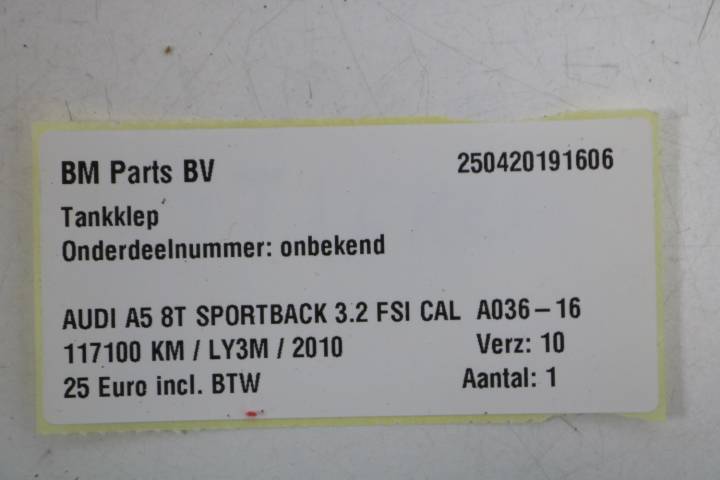 BM Parts BV 250420191606
Tankklep
Onderdeelnummer: onbekend
AUDI A5 8T SPORTBACK 3.2 FSI CAL A036-16
117100 KM / LY3M / 2010 Verz: 10
25 Euro incl. BTW Aantal: 1